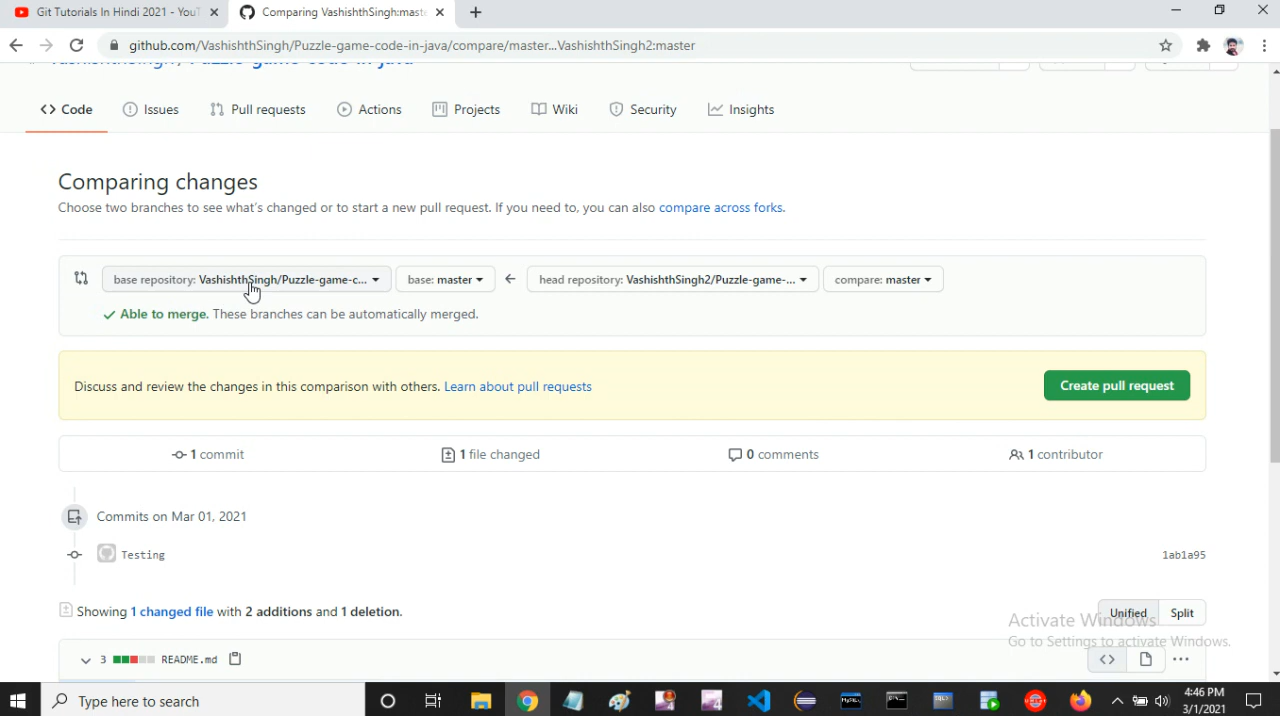 Git Tutorials In Hindi 2021 - YouT
Comparing VashishthSingh:maste
github.com/VashishthSingh/Puzzle-game-code-in-java/compare/master...VashishthSingh2:master
VashishthSingh / Puzzle-game-code-in-java
Code Issues Pull requests Actions Projects Wiki Security Insights
Comparing changes
Choose two branches to see what's changed or to start a new pull request. If you need to, you can also compare across forks.
base repository: VashishthSingh/Puzzle-game-c... base: master head repository: VashishthSingh2/Puzzle-game-... compare: master
Able to merge. These branches can be automatically merged.
Discuss and review the changes in this comparison with others. Learn about pull requests
Create pull request
1 commit 1 file changed 0 comments 1 contributor
Commits on Mar 01, 2021
Testing 1ab1a95
Showing 1 changed file with 2 additions and 1 deletion.
Unified Split
Activate Windows
Go to Settings to activate Windows.
3 README.md
Type here to search
4:46 PM
3/1/2021